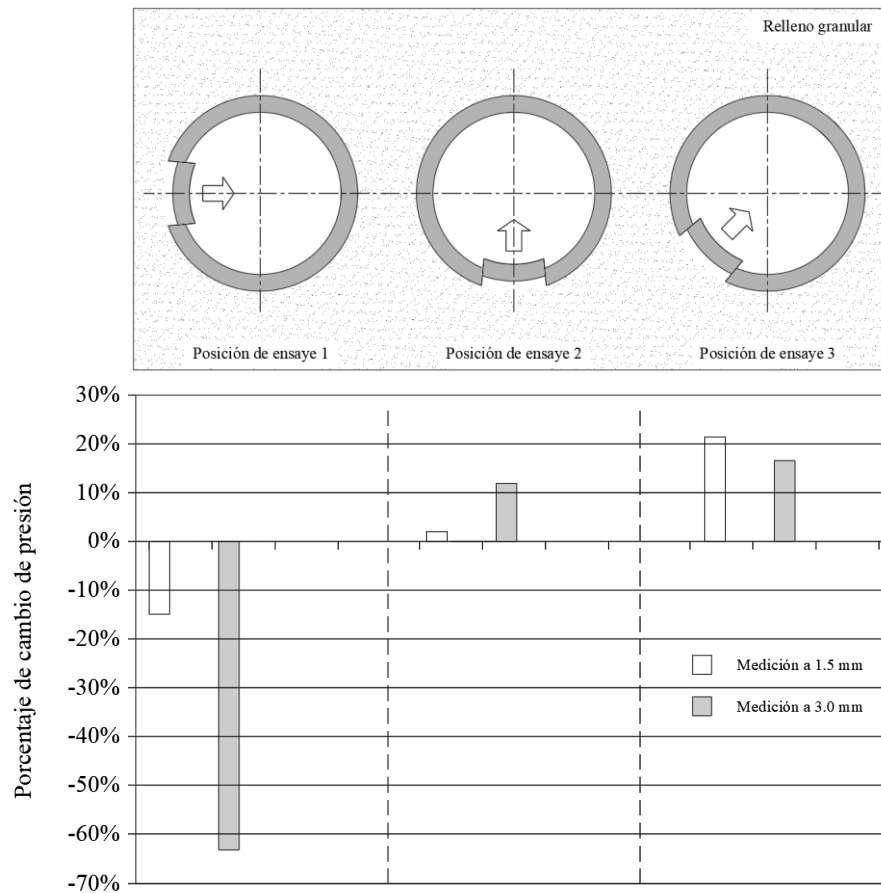 Relleno granular
Posición de ensaye 1
Posición de ensaye 2
Posición de ensaye 3
Porcentaje de cambio de presión
30%
20%
10%
0%
-10%
-20%
-30%
-40%
-50%
-60%
-70%
Medición a 1.5 mm
Medición a 3.0 mm